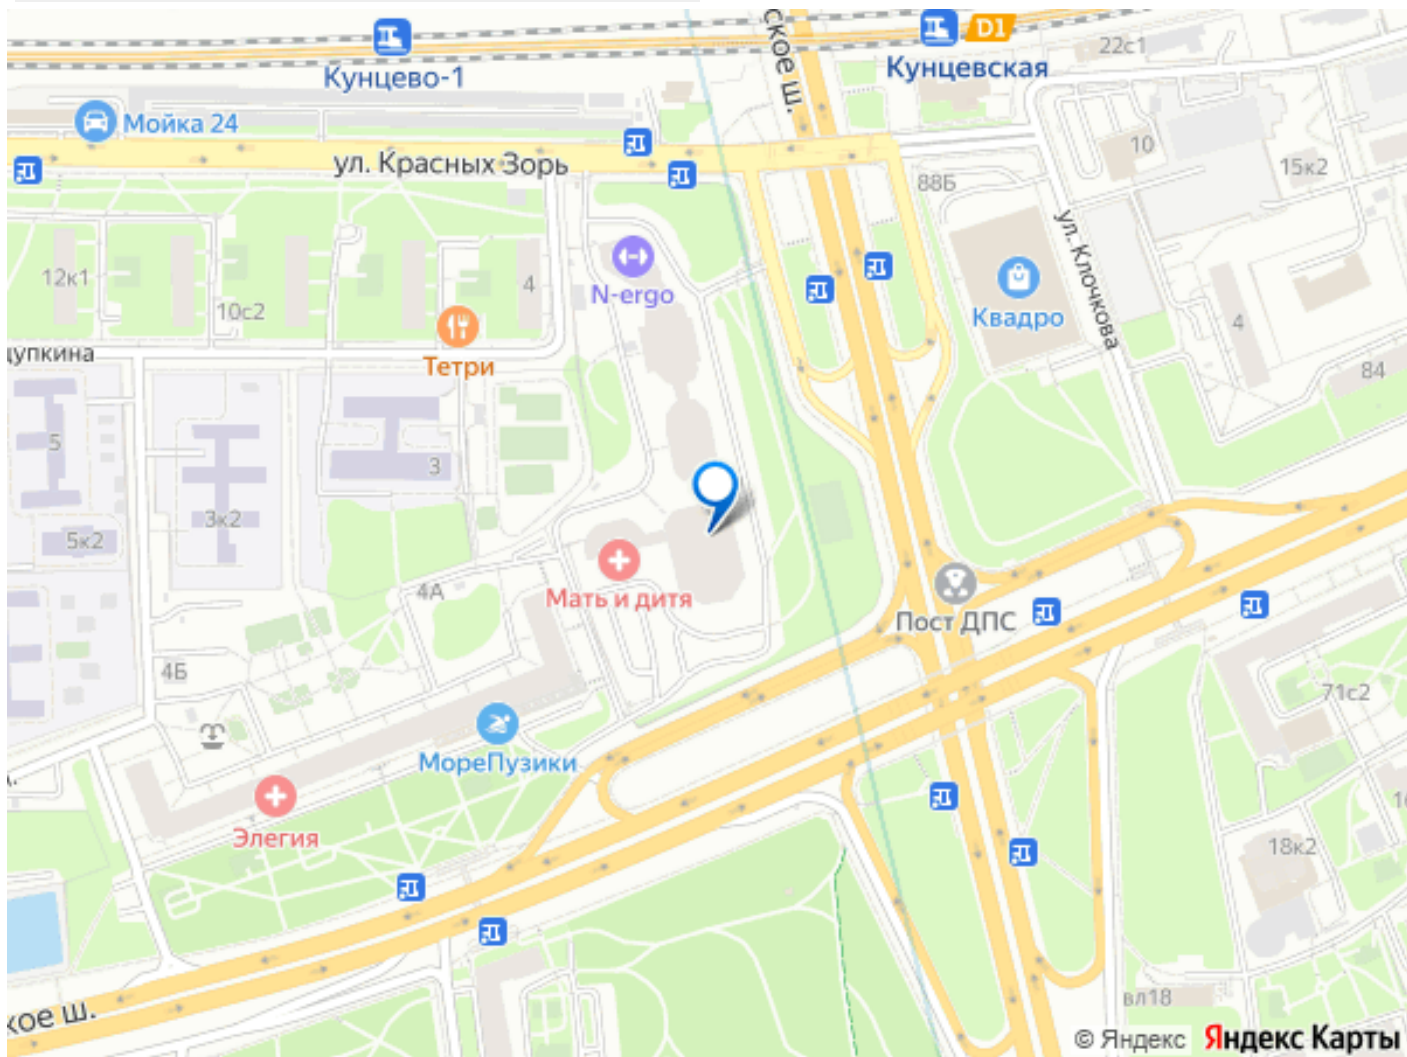 ское ш.
D1
22с1
Кунцево-1
Кунцевская
Мойка 24
10
ул. Красных Зорь
15к2
88Б
ул. Клочкова
12к1
4
N-ergo
10с2
Квадро
4
цупкина
Тетри
84
5
3
3к2
5к2
4А
Мать и дитя
Пост ДПС
4Б
71с2
МореПузики
Элегия
18к2
вл18
кое ш.
© Яндекс Яндекс Карты